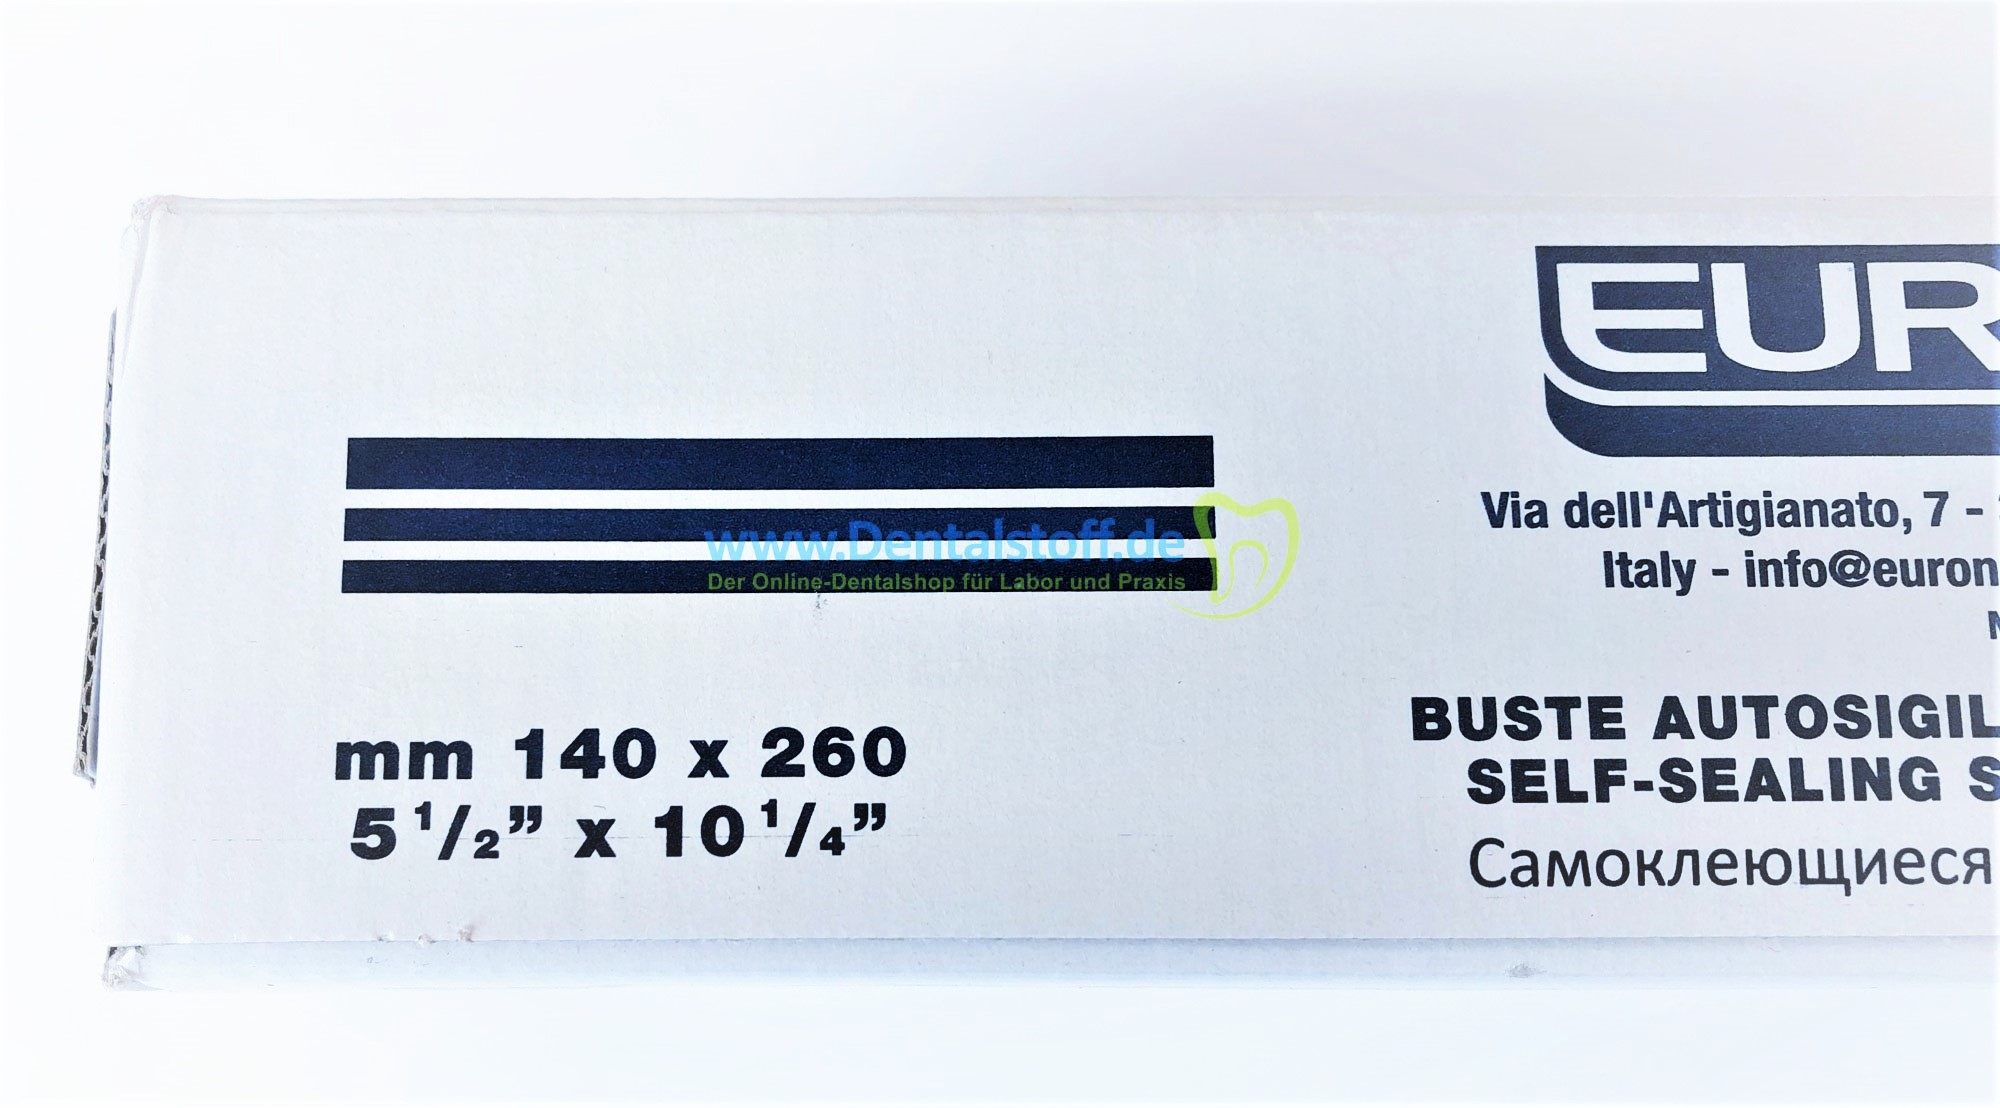 EUR
Via dell'Artigianato, 7 -
Italy - info@euron
www.Dentalstoff.de
Der Online-Dentalshop für Labor und Praxis
mm 140 x 260
5 1/2” x 10 1/4”
BUSTE AUTOSIGIL
SELF-SEALING S
Самоклеющиеся